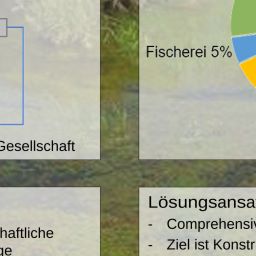 Fischerei 5%
Gesellschaft
Lösungsansa
- Comprehensiv
- Ziel ist Konstr
haftliche
ge